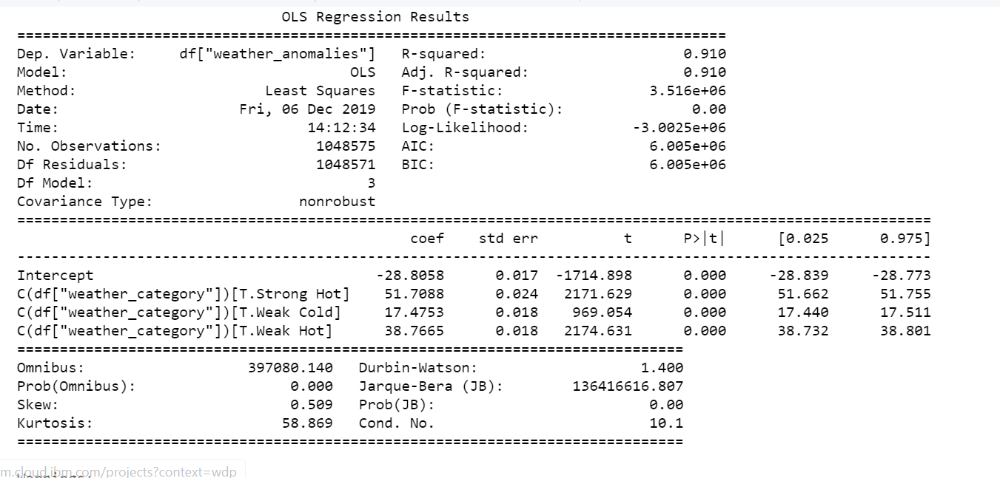 OLS Regression Results
==============================================================================
Dep. Variable: df["weather_anomalies"] R-squared: 0.910
Model: OLS Adj. R-squared: 0.910
Method: Least Squares F-statistic: 3.516e+06
Date: Fri, 06 Dec 2019 Prob (F-statistic): 0.00
Time: 14:12:34 Log-Likelihood: -3.0025e+06
No. Observations: 1048575 AIC: 6.005e+06
Df Residuals: 1048571 BIC: 6.005e+06
Df Model: 3
Covariance Type: nonrobust
==============================================================================
coef std err t P>|t| [0.025 0.975]
------------------------------------------------------------------------------
Intercept -28.8058 0.017 -1714.898 0.000 -28.839 -28.773
C(df["weather_category"])[T.Strong Hot] 51.7088 0.024 2171.629 0.000 51.662 51.755
C(df["weather_category"])[T.Weak Cold] 17.4753 0.018 969.054 0.000 17.440 17.511
C(df["weather_category"])[T.Weak Hot] 38.7665 0.018 2174.631 0.000 38.732 38.801
==============================================================================
Omnibus: 397080.140 Durbin-Watson: 1.400
Prob(Omnibus): 0.000 Jarque-Bera (JB): 136416616.807
Skew: 0.509 Prob(JB): 0.00
Kurtosis: 58.869 Cond. No. 10.1
==============================================================================
m.cloud.ibm.com/projects?context=wdp